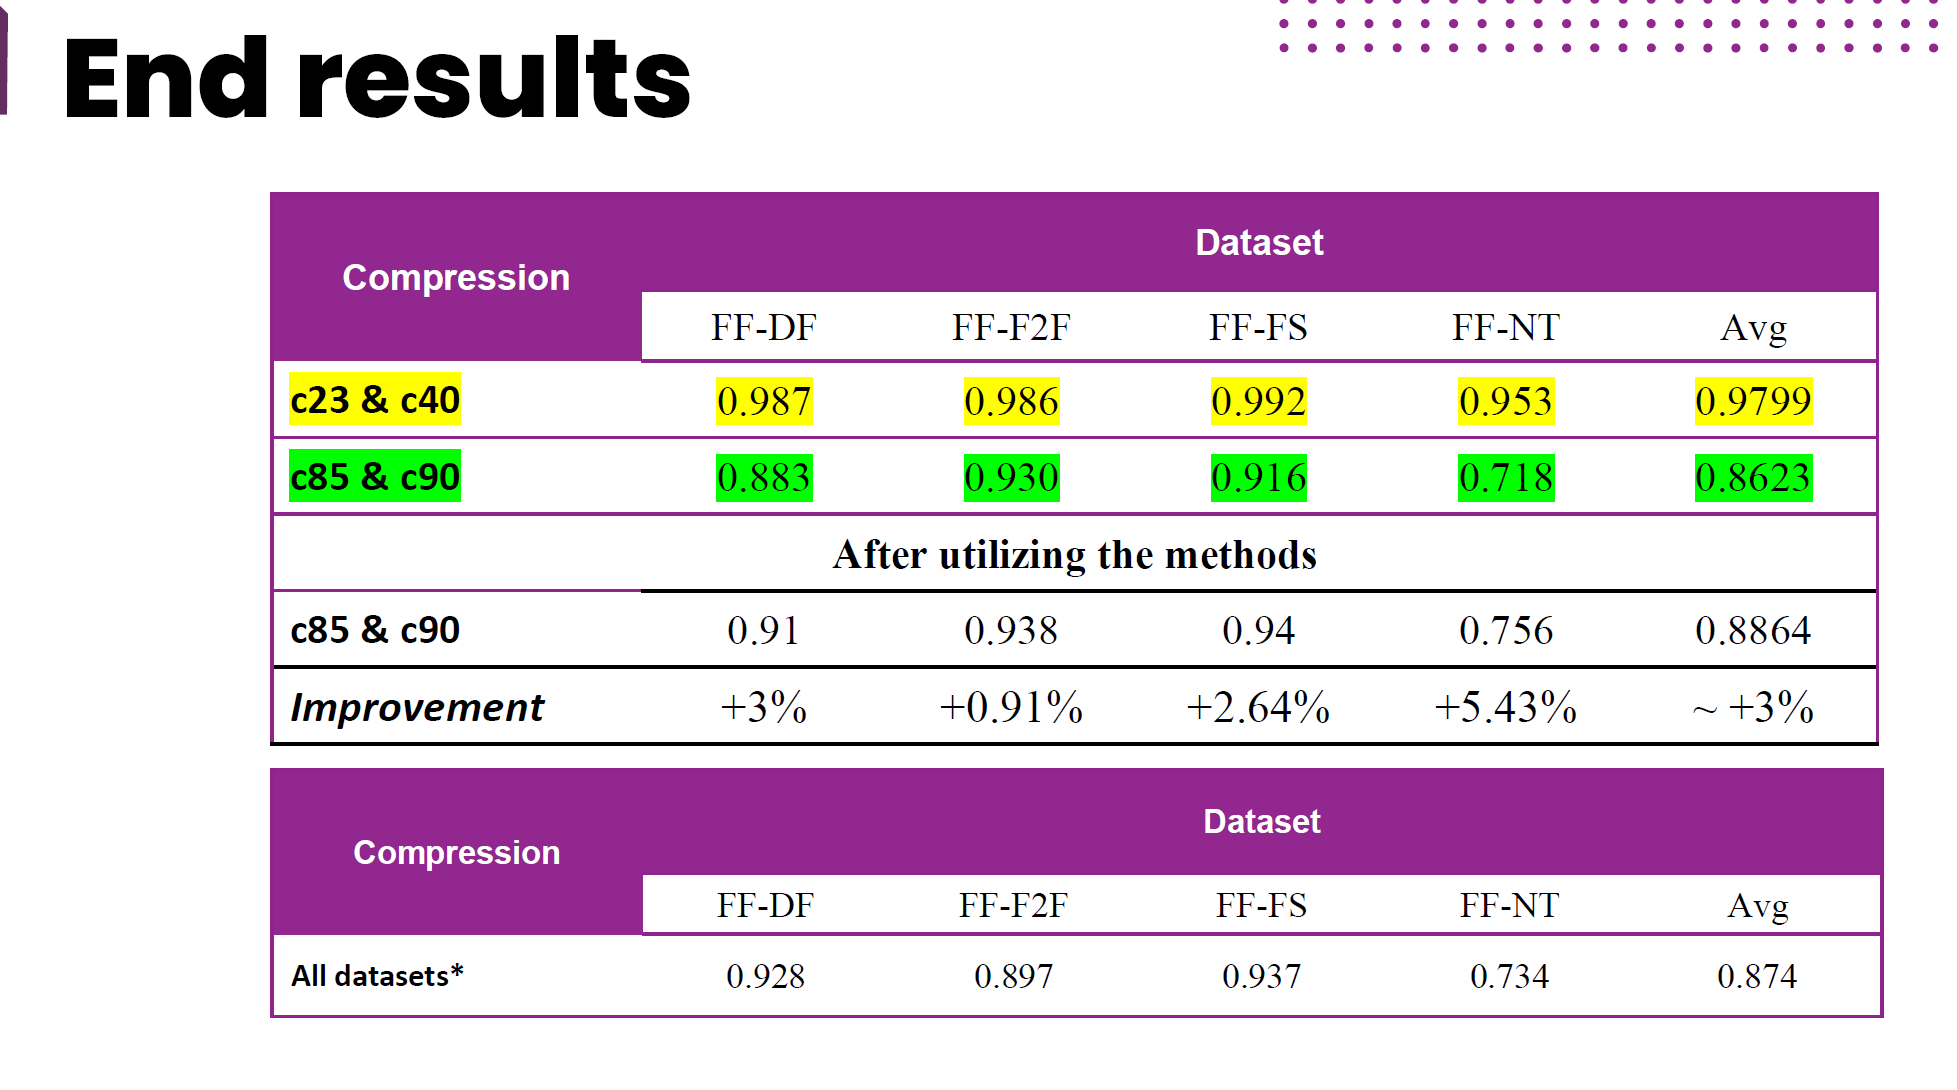 End results
Dataset
Compression
FF-DF FF-F2F FF-FS FF-NT Avg
c23 & c40 0.987 0.986 0.992 0.953 0.9799
c85 & c90 0.883 0.930 0.916 0.718 0.8623
After utilizing the methods
c85 & c90 0.91 0.938 0.94 0.756 0.8864
Improvement +3% +0.91% +2.64% +5.43% ~ +3%
Dataset
Compression
FF-DF FF-F2F FF-FS FF-NT Avg
All datasets* 0.928 0.897 0.937 0.734 0.874